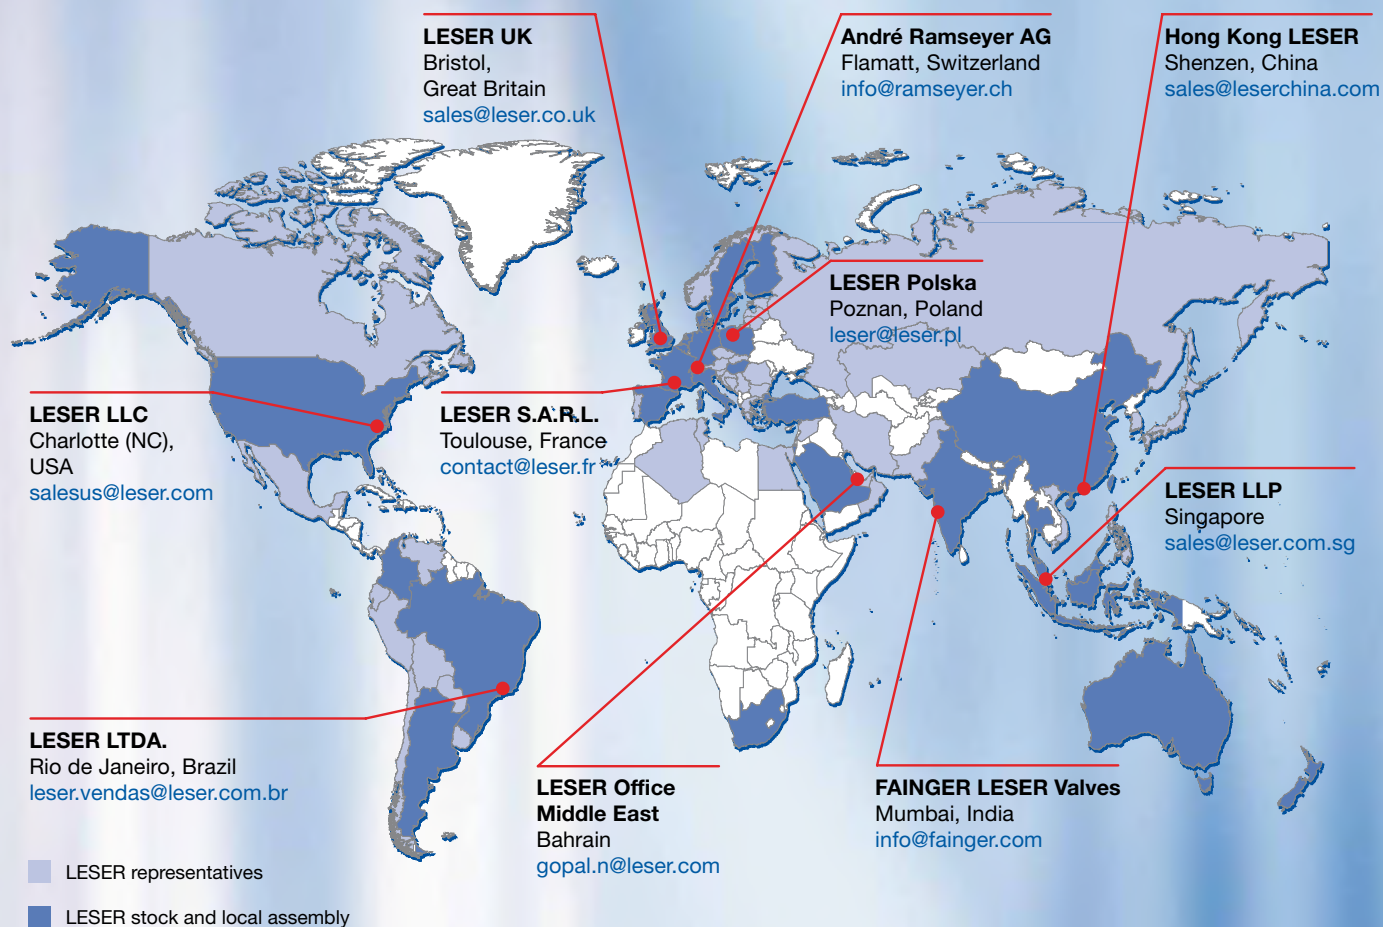 LESER UK
Bristol,
Great Britain
sales@leser.co.uk
André Ramseyer AG
Flamatt, Switzerland
info@ramseyer.ch
Hong Kong LESER
Shenzen, China
sales@leserchina.com
LESER Polska
Poznan, Poland
leser@leser.pl
LESER LLC
Charlotte (NC),
USA
salesus@leser.com
LESER S.A.R.L.
Toulouse, France
contact@leser.fr
LESER LLP
Singapore
sales@leser.com.sg
LESER LTDA.
Rio de Janeiro, Brazil
leser.vendas@leser.com.br
LESER Office
Middle East
Bahrain
gopal.n@leser.com
FAINGER LESER Valves
Mumbai, India
info@fainger.com
LESER representatives
LESER stock and local assembly